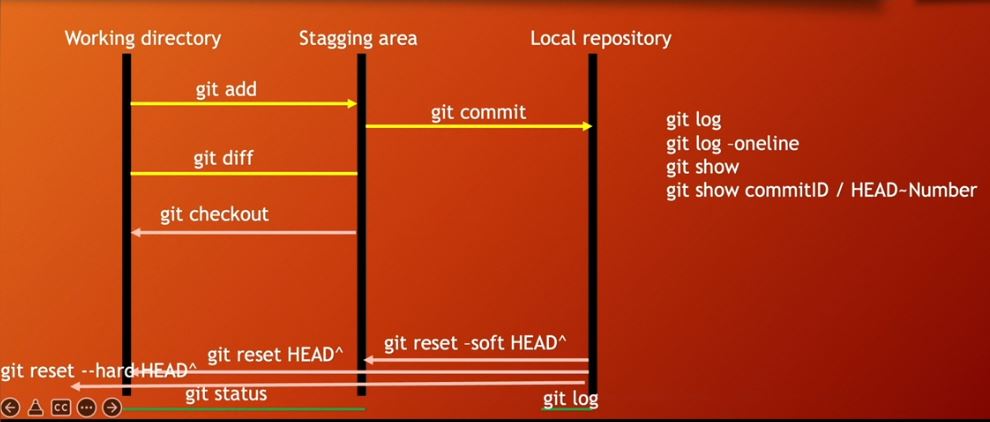 Working directory
Stagging area
Local repository
git add
git commit
git log
git log –oneline
git show
git show commitID / HEAD~Number
git diff
git checkout
git reset –soft HEAD^
git reset HEAD^
git reset --hard HEAD^
git status
git log
CC